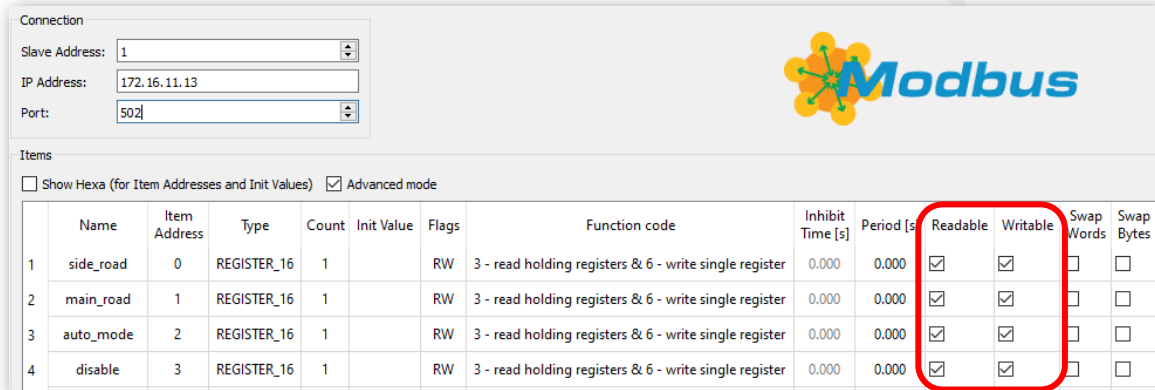 Connection
Slave Address: 1
IP Address: 172.16.11.13
Port: 502
Modbus
Items
Show Hexa (for Item Addresses and Init Values) Advanced mode
Name Item Address Type Count Init Value Flags Function code Inhibit Time [s] Period [s] Readable Writable Swap Words Swap Bytes
1 side_road 0 REGISTER_16 1 RW 3 - read holding registers & 6 - write single register 0.000 0.000
2 main_road 1 REGISTER_16 1 RW 3 - read holding registers & 6 - write single register 0.000 0.000
3 auto_mode 2 REGISTER_16 1 RW 3 - read holding registers & 6 - write single register 0.000 0.000
4 disable 3 REGISTER_16 1 RW 3 - read holding registers & 6 - write single register 0.000 0.000